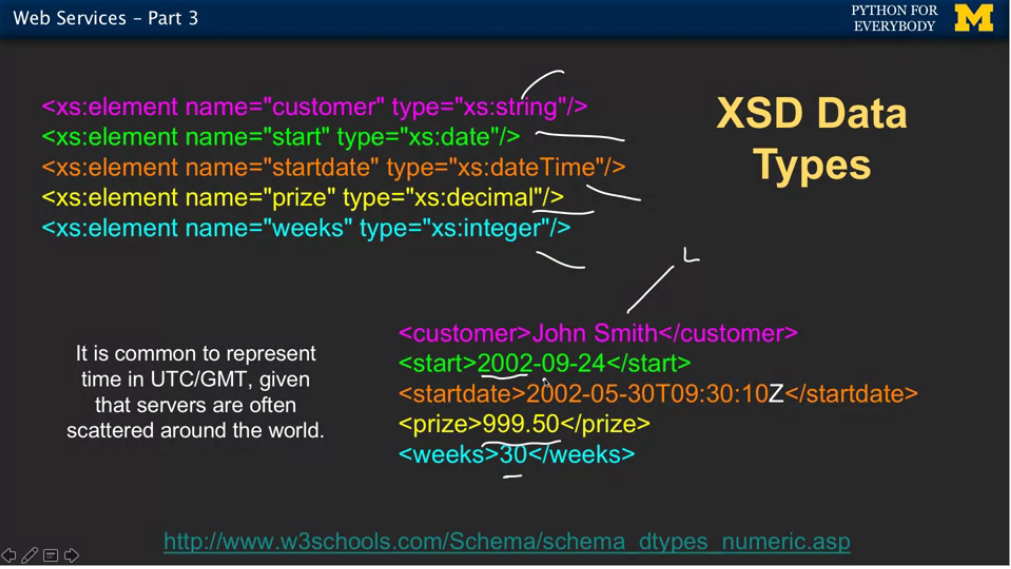 Web Services – Part 3
PYTHON FOR
EVERYBODY
M
<xs:element name="customer" type="xs:string"/>
<xs:element name="start" type="xs:date"/>
<xs:element name="startdate" type="xs:dateTime"/>
<xs:element name="prize" type="xs:decimal"/>
<xs:element name="weeks" type="xs:integer"/>
XSD Data
Types
It is common to represent
time in UTC/GMT, given
that servers are often
scattered around the world.
<customer>John Smith</customer>
<start>2002-09-24</start>
<startdate>2002-05-30T09:30:10Z</startdate>
<prize>999.50</prize>
<weeks>30</weeks>
http://www.w3schools.com/Schema/schema_dtypes_numeric.asp